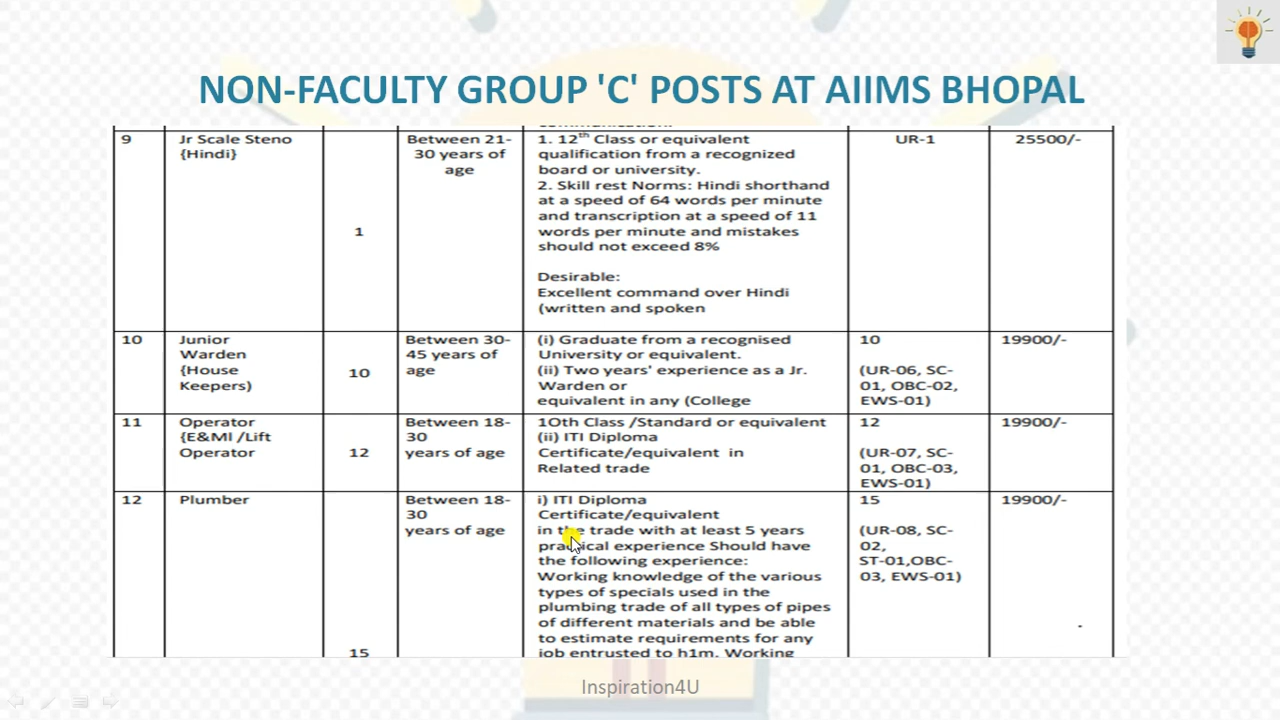 NON-FACULTY GROUP 'C' POSTS AT AIIMS BHOPAL
9
Jr Scale Steno
{Hindi}
1
Between 21-
30 years of
age
1. 12th Class or equivalent
qualification from a recognized
board or university.
2. Skill rest Norms: Hindi shorthand
at a speed of 64 words per minute
and transcription at a speed of 11
words per minute and mistakes
should not exceed 8%
Desirable:
Excellent command over Hindi
(written and spoken
UR-1
25500/-
10
Junior
Warden
{House
Keepers)
10
Between 30-
45 years of
age
(i) Graduate from a recognised
University or equivalent.
(ii) Two years' experience as a Jr.
Warden or
equivalent in any (College
10
(UR-06, SC-
01, OBC-02,
EWS-01)
19900/-
11
Operator
{E&MI /Lift
Operator
12
Between 18-
30
years of age
1Oth Class /Standard or equivalent
(ii) ITI Diploma
Certificate/equivalent in
Related trade
12
(UR-07, SC-
01, OBC-03,
EWS-01)
19900/-
12
Plumber
15
Between 18-
30
years of age
i) ITI Diploma
Certificate/equivalent
in the trade with at least 5 years
practical experience Should have
the following experience:
Working knowledge of the various
types of specials used in the
plumbing trade of all types of pipes
of different materials and be able
to estimate requirements for any
job entrusted to h1m. Working
15
(UR-08, SC-
02,
ST-01,OBC-
03, EWS-01)
19900/-
Inspiration4U